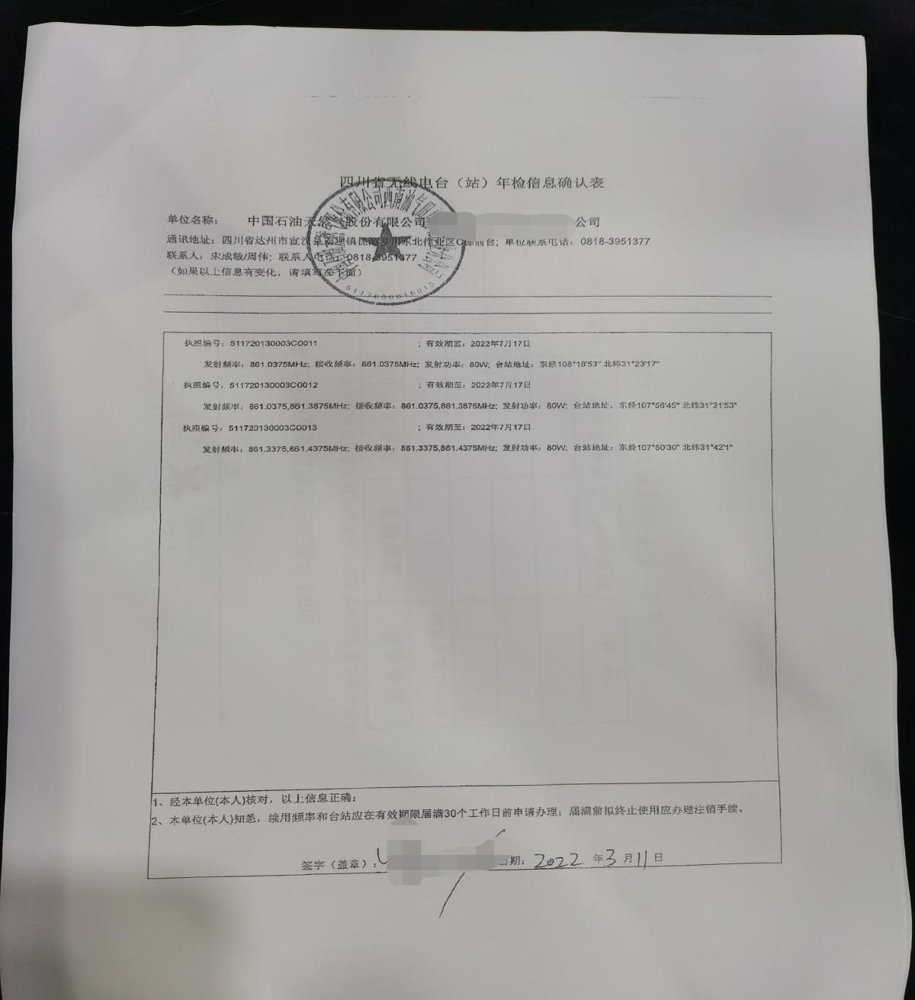 四川省无线电台（站）年检信息确认表
单位名称： 中国石油天然气股份有限公司 公司
通讯地址：四川省达州市宣汉县 镇 乡川东北作业区C栋前台；单位联系电话：0818-3951377
联系人：宋成敏/周伟；联系人电话：0818-3951377
（如果以上信息有变化，请填写在下面）
5117000016015
执照编号：511720130003C0011 ；有效期至：2022年7月17日
发射频率：861.0375MHz；接收频率：861.0375MHz；发射功率：80W；台站地址：东经108°18'53" 北纬31°23'17"
执照编号：511720130003C0012 ；有效期至：2022年7月17日
发射频率：861.0375,861.3875MHz；接收频率：861.0375,861.3875MHz；发射功率：80W；台站地址：东经107°58'45" 北纬31°21'53"
执照编号：511720130003C0013 ；有效期至：2022年7月17日
发射频率：861.3375,861.4375MHz；接收频率：861.3375,861.4375MHz；发射功率：80W；台站地址：东经107°50'30" 北纬31°42'1"
1、经本单位(本人)核对，以上信息正确；
2、本单位(本人)知悉，续用频率和台站应在有效期限届满30个工作日前申请办理；届满前拟终止使用应办理注销手续。
签字（盖章）： 日期：2022 年3月11日